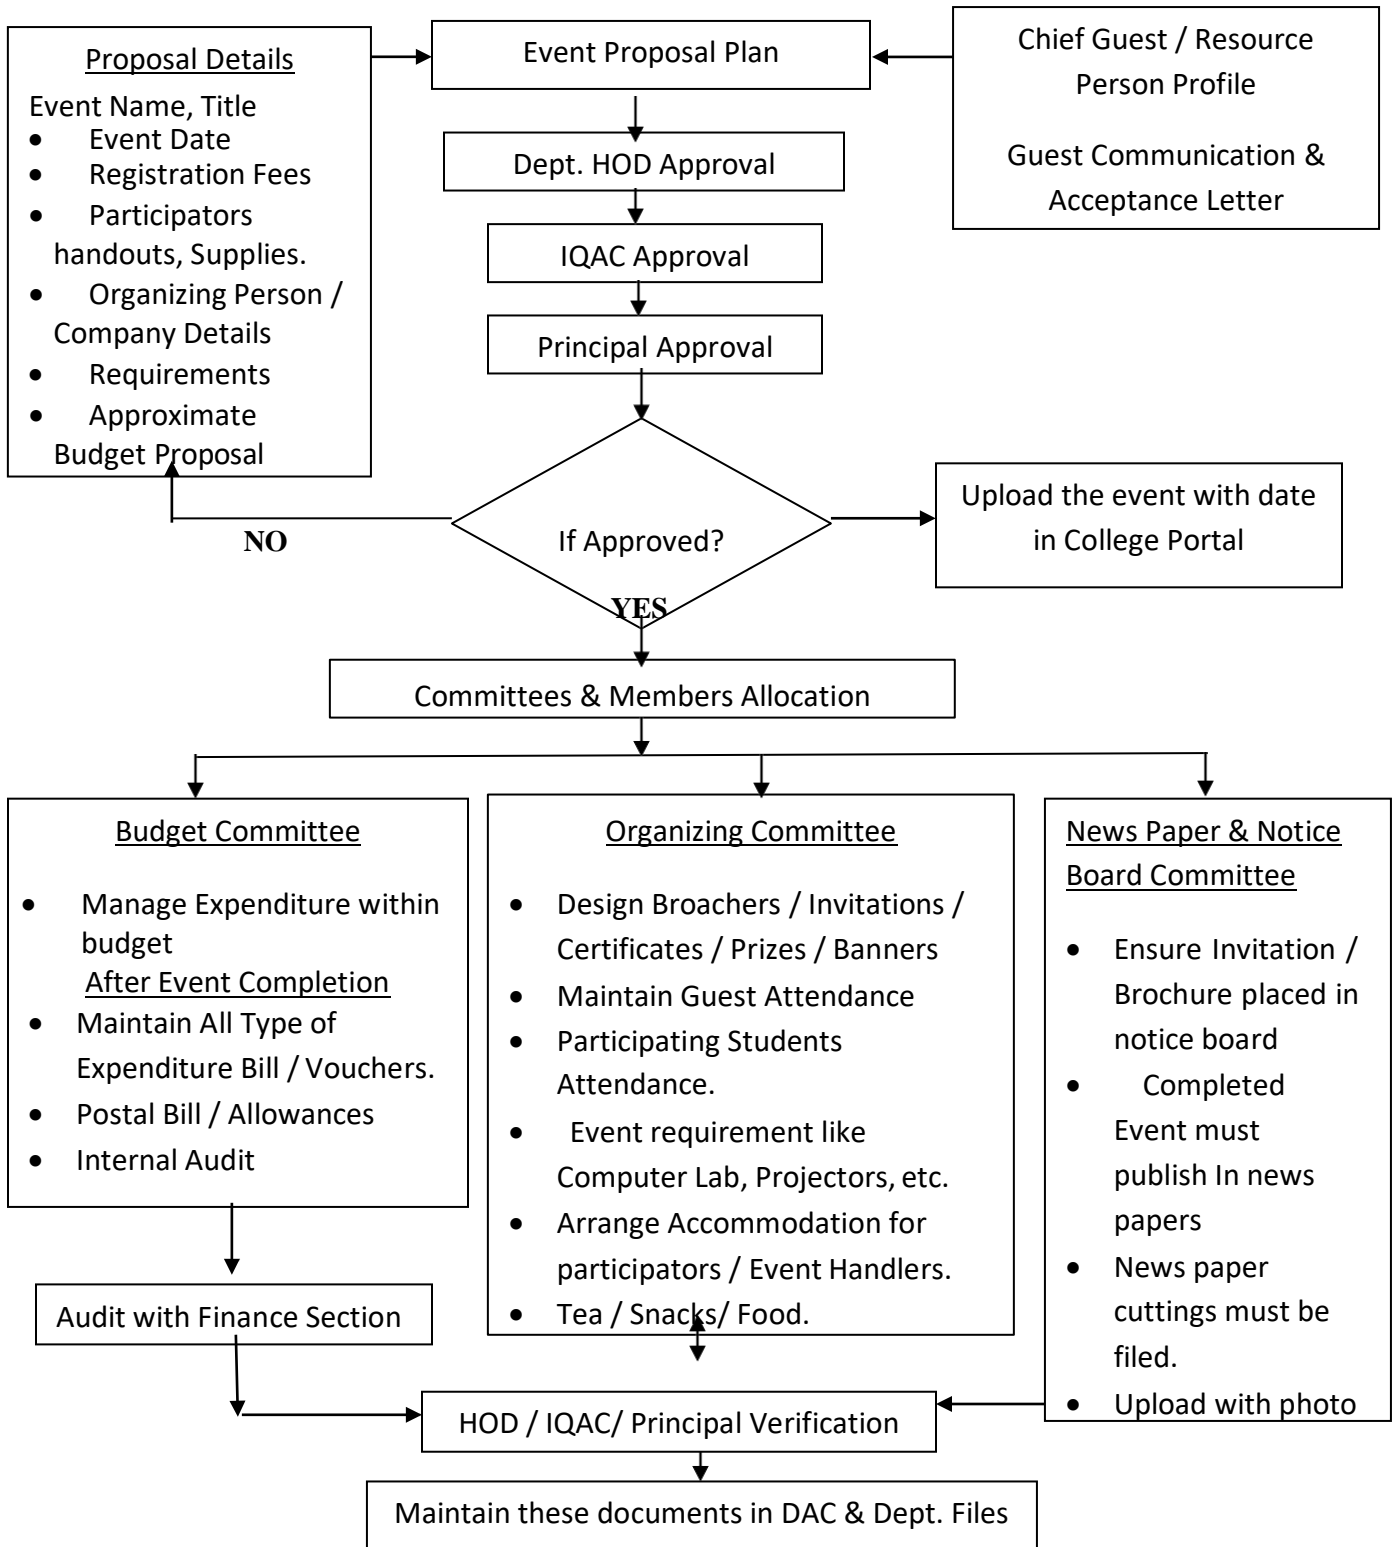 Proposal Details
Event Name, Title
• Event Date
• Registration Fees
• Participators
handouts, Supplies.
• Organizing Person /
Company Details
• Requirements
• Approximate
Budget Proposal
Event Proposal Plan
Chief Guest / Resource
Person Profile
Guest Communication &
Acceptance Letter
Dept. HOD Approval
IQAC Approval
Principal Approval
If Approved?
NO
YES
Upload the event with date
in College Portal
Committees & Members Allocation
Budget Committee
• Manage Expenditure within
budget
After Event Completion
• Maintain All Type of
Expenditure Bill / Vouchers.
• Postal Bill / Allowances
• Internal Audit
Organizing Committee
• Design Broachers / Invitations /
Certificates / Prizes / Banners
• Maintain Guest Attendance
• Participating Students
Attendance.
• Event requirement like
Computer Lab, Projectors, etc.
• Arrange Accommodation for
participators / Event Handlers.
• Tea / Snacks/ Food.
News Paper & Notice
Board Committee
• Ensure Invitation /
Brochure placed in
notice board
• Completed
Event must
publish In news
papers
• News paper
cuttings must be
filed.
• Upload with photo
Audit with Finance Section
HOD / IQAC/ Principal Verification
Maintain these documents in DAC & Dept. Files